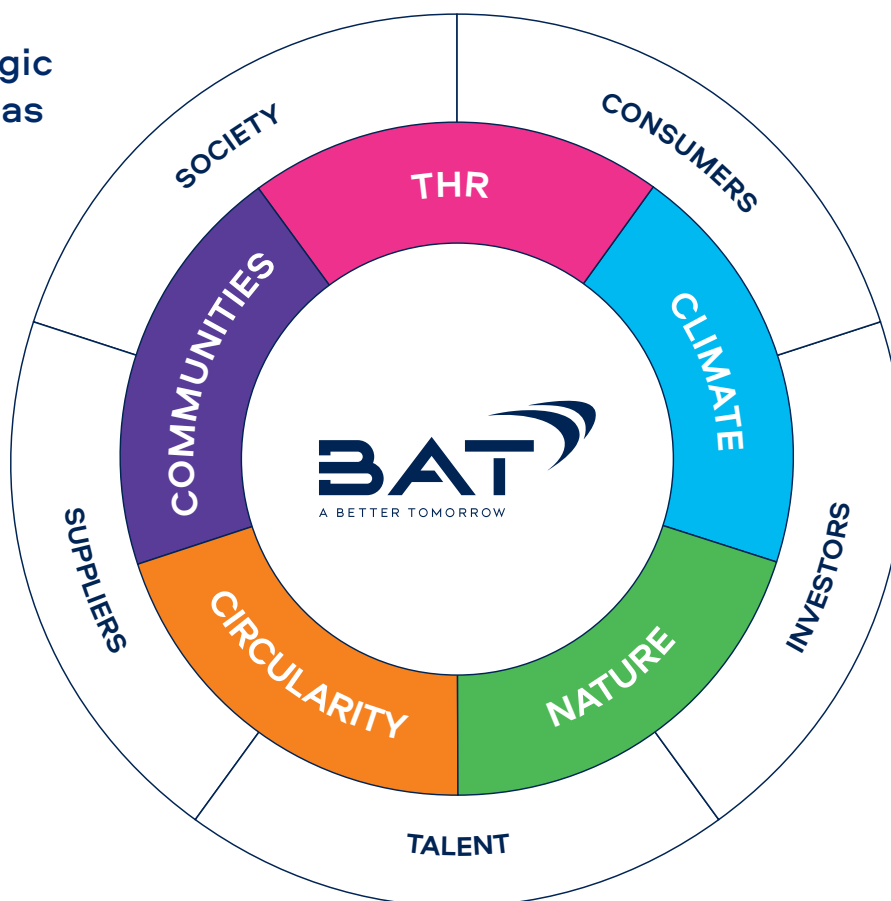 gic
as
SOCIETY
CONSUMERS
THR
COMMUNITIES
CLIMATE
BAT
A BETTER TOMORROW
SUPPLIERS
INVESTORS
CIRCULARITY
NATURE
TALENT